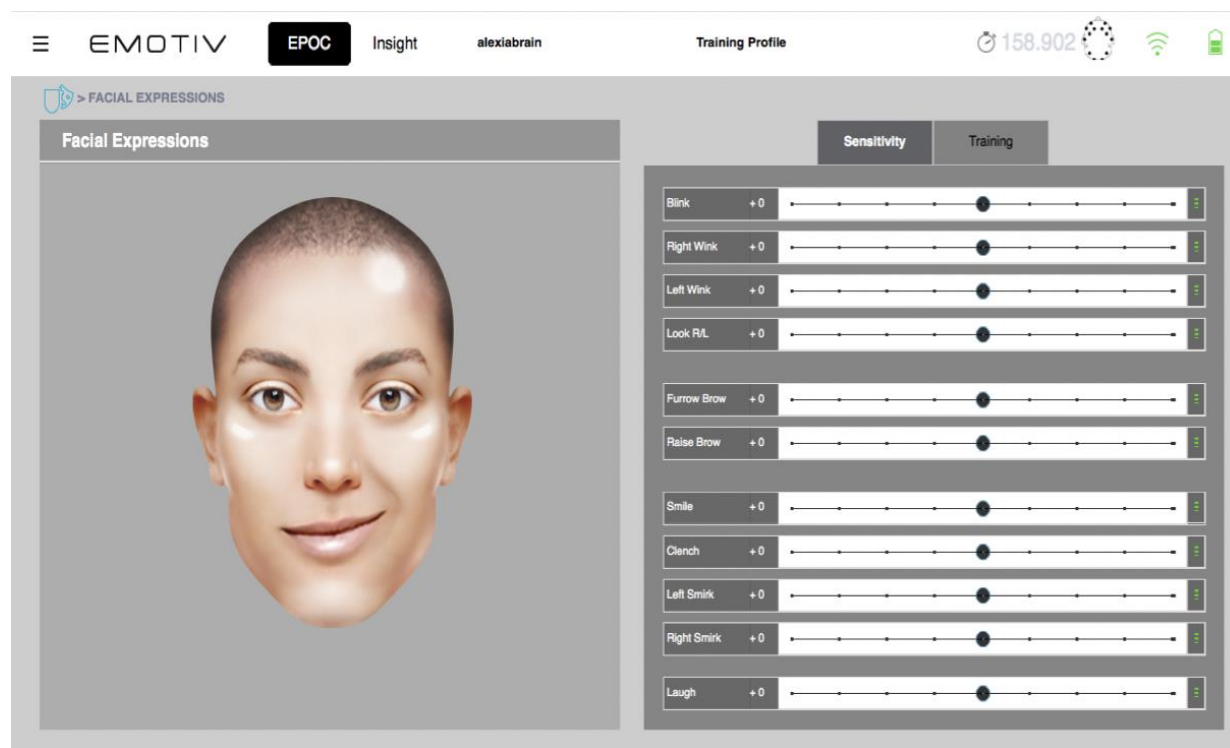 ☰ EMOTIV EPOC Insight alexiabrain Training Profile 158.902
> FACIAL EXPRESSIONS
Facial Expressions
Sensitivity Training
Blink +0
Right Wink +0
Left Wink +0
Look R/L +0
Furrow Brow +0
Raise Brow +0
Smile +0
Clench +0
Left Smirk +0
Right Smirk +0
Laugh +0